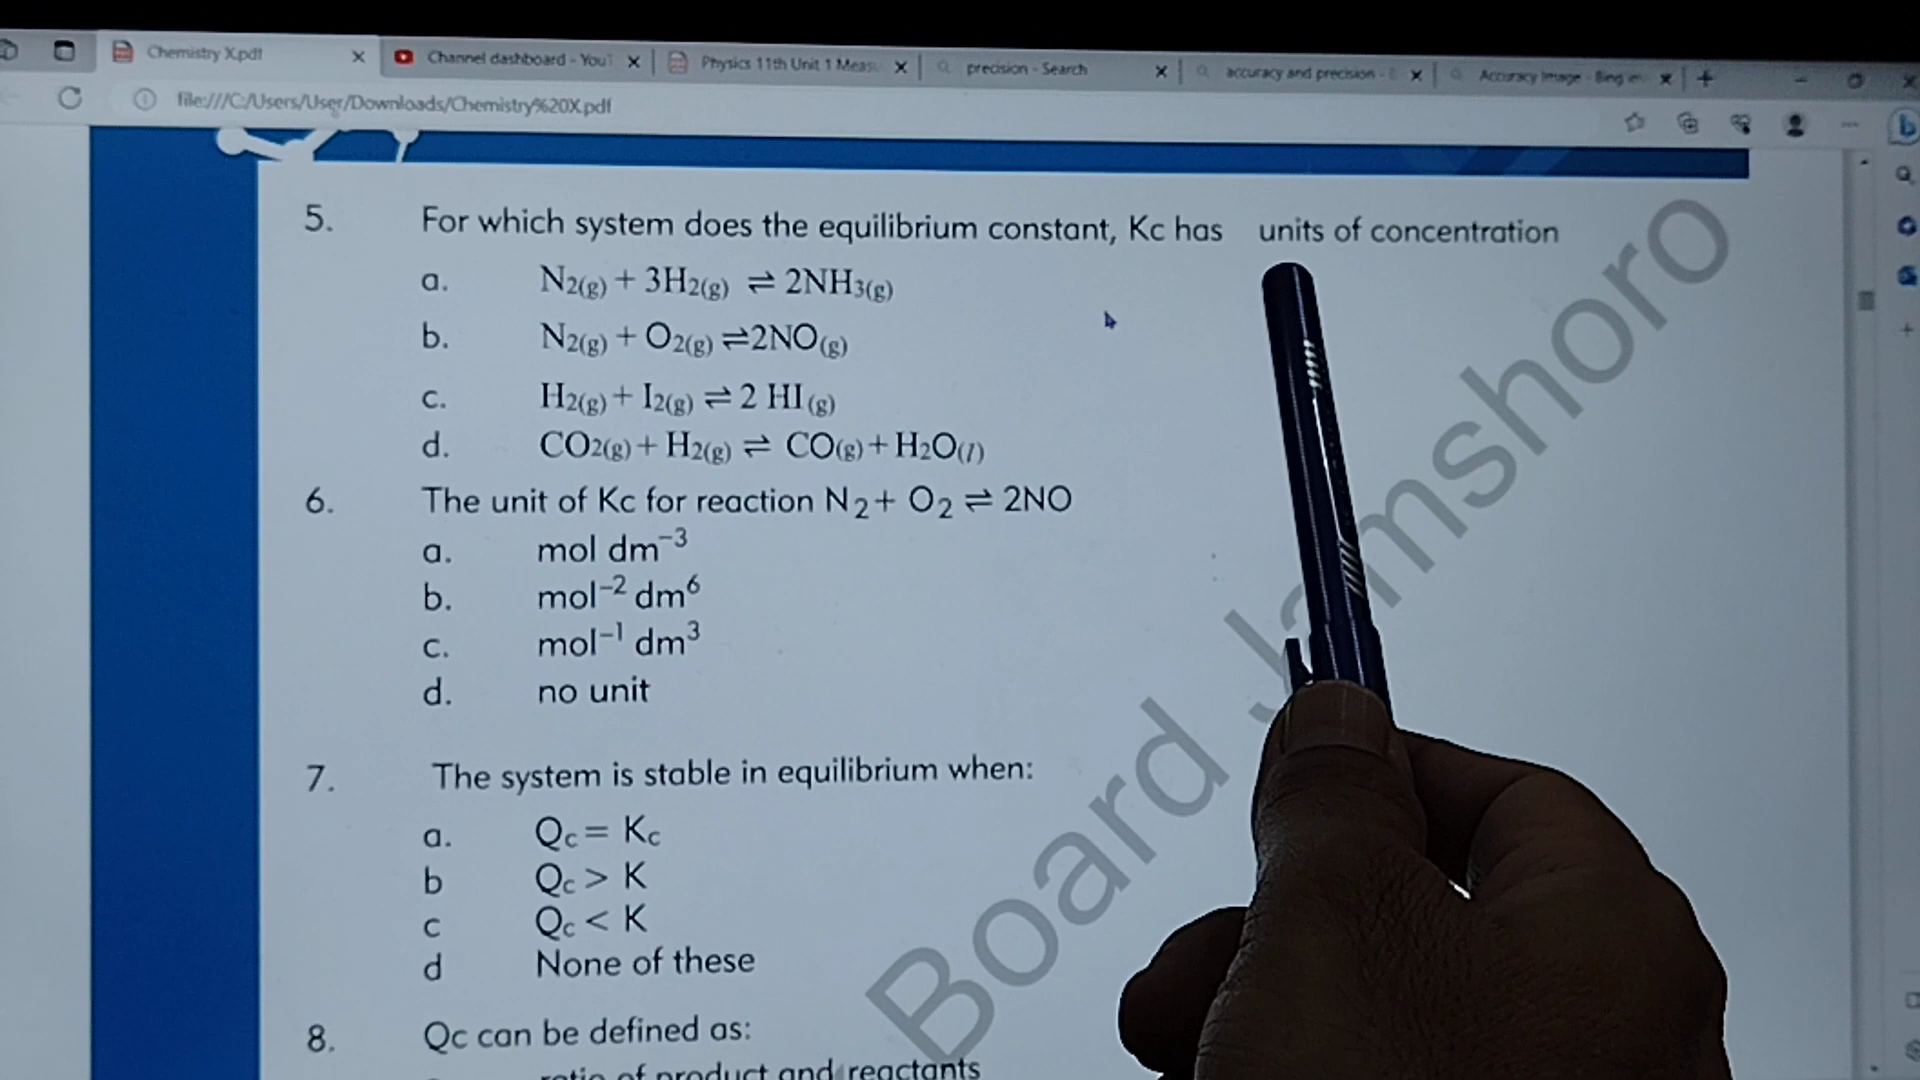 Chemistry X.pdf
Channel dashboard - YouT
Physics 11th Unit 1 Meas
precision - Search
accuracy and precision -
Accuracy Image - Bing
file:///C:/Users/User/Downloads/Chemistry%20X.pdf
5. For which system does the equilibrium constant, Kc has units of concentration
a. N2(g) + 3H2(g) ⇌ 2NH3(g)
b. N2(g) + O2(g) ⇌2NO(g)
c. H2(g) + I2(g) ⇌ 2 HI (g)
d. CO2(g) + H2(g) ⇌ CO(g) + H2O(l)
6. The unit of Kc for reaction N2 + O2 ⇌ 2NO
a. mol dm⁻³
b. mol⁻² dm⁶
c. mol⁻¹ dm³
d. no unit
7. The system is stable in equilibrium when:
a. Qc = Kc
b Qc > K
c Qc < K
d None of these
8. Qc can be defined as:
ratio of product and reactants
Board Jamshoro